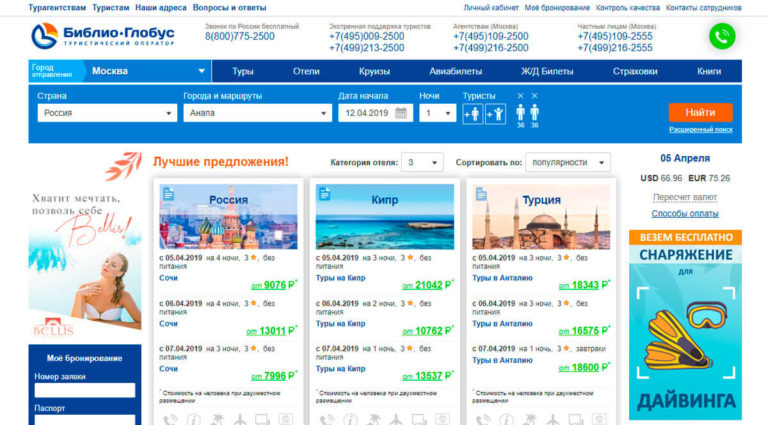 Турагентствам Туристам Наши адреса Вопросы и ответы
Личный кабинет Моё бронирование Контроль качества Контакты сотрудников
Библио·Глобус
ТУРИСТИЧЕСКИЙ ОПЕРАТОР
Звонок по России бесплатный
8(800)775-2500
Экстренная поддержка туристов
+7(495)009-2500
+7(499)213-2500
Агентствам (Москва)
+7(495)109-2500
+7(499)216-2500
Частным лицам (Москва)
+7(495)109-2555
+7(499)216-2555
Город
отправления
Москва
Туры Отели Круизы Авиабилеты Ж/Д Билеты Страховки Книги
Страна Города и маршруты Дата начала Ночи Туристы
Россия Анапа 12.04.2019 1
36 36
Найти
Расширенный поиск
Хватит мечтать,
позволь себе
Bellis!
BELLIS
Моё бронирование
Номер заявки
Паспорт
Лучшие предложения!
Категория отеля: 3 Сортировать по: популярности
Россия
с 05.04.2019 на 4 ночи, 3, без
питания
Сочи
от 9076 ₽*
с 06.04.2019 на 4 ночи, 3, без
питания
Сочи
от 13011 ₽*
с 07.04.2019 на 3 ночи, 3, без
питания
Сочи
от 7996 ₽*
* Стоимость на человека при двухместном
размещении
Кипр
с 05.04.2019 на 3 ночи, 3, без
питания
Туры на Кипр
от 21042 ₽*
с 06.04.2019 на 2 ночи, 3, без
питания
Туры на Кипр
от 10762 ₽*
с 07.04.2019 на 1 ночь, 3, без
питания
Туры на Кипр
от 13537 ₽*
* Стоимость на человека при двухместном
размещении
Турция
с 05.04.2019 на 3 ночи, 3, без
питания
Туры в Анталию
от 18343 ₽*
с 06.04.2019 на 2 ночи, 3, без
питания
Туры в Анталию
от 16575 ₽*
с 07.04.2019 на 1 ночь, 3, завтраки
Туры в Анталию
от 18600 ₽*
* Стоимость на человека при двухместном
размещении
05 Апреля
USD 66.96 EUR 75.26
Пересчет валют
Способы оплаты
ВЕЗЕМ БЕСПЛАТНО
СНАРЯЖЕНИЕ
ДЛЯ
ДАЙВИНГА